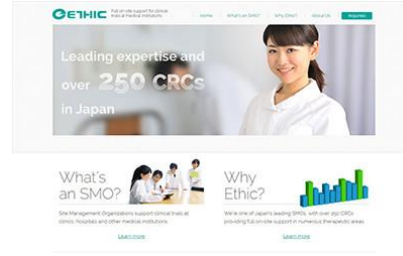 ETHIC
Full on-site support for clinical
trials at medical institutions
Home
What's an SMO?
Why Ethic?
About Us
Inquiries
Leading expertise and
over 250 CRCs
in Japan
What's
an SMO?
Site Management Organizations support clinical trials at
clinics, hospitals and other medical institutions.
Learn more
Why
Ethic?
We're one of Japan's leading SMOs, with over 250 CRCs
providing full on-site support in numerous therapeutic areas.
Learn more